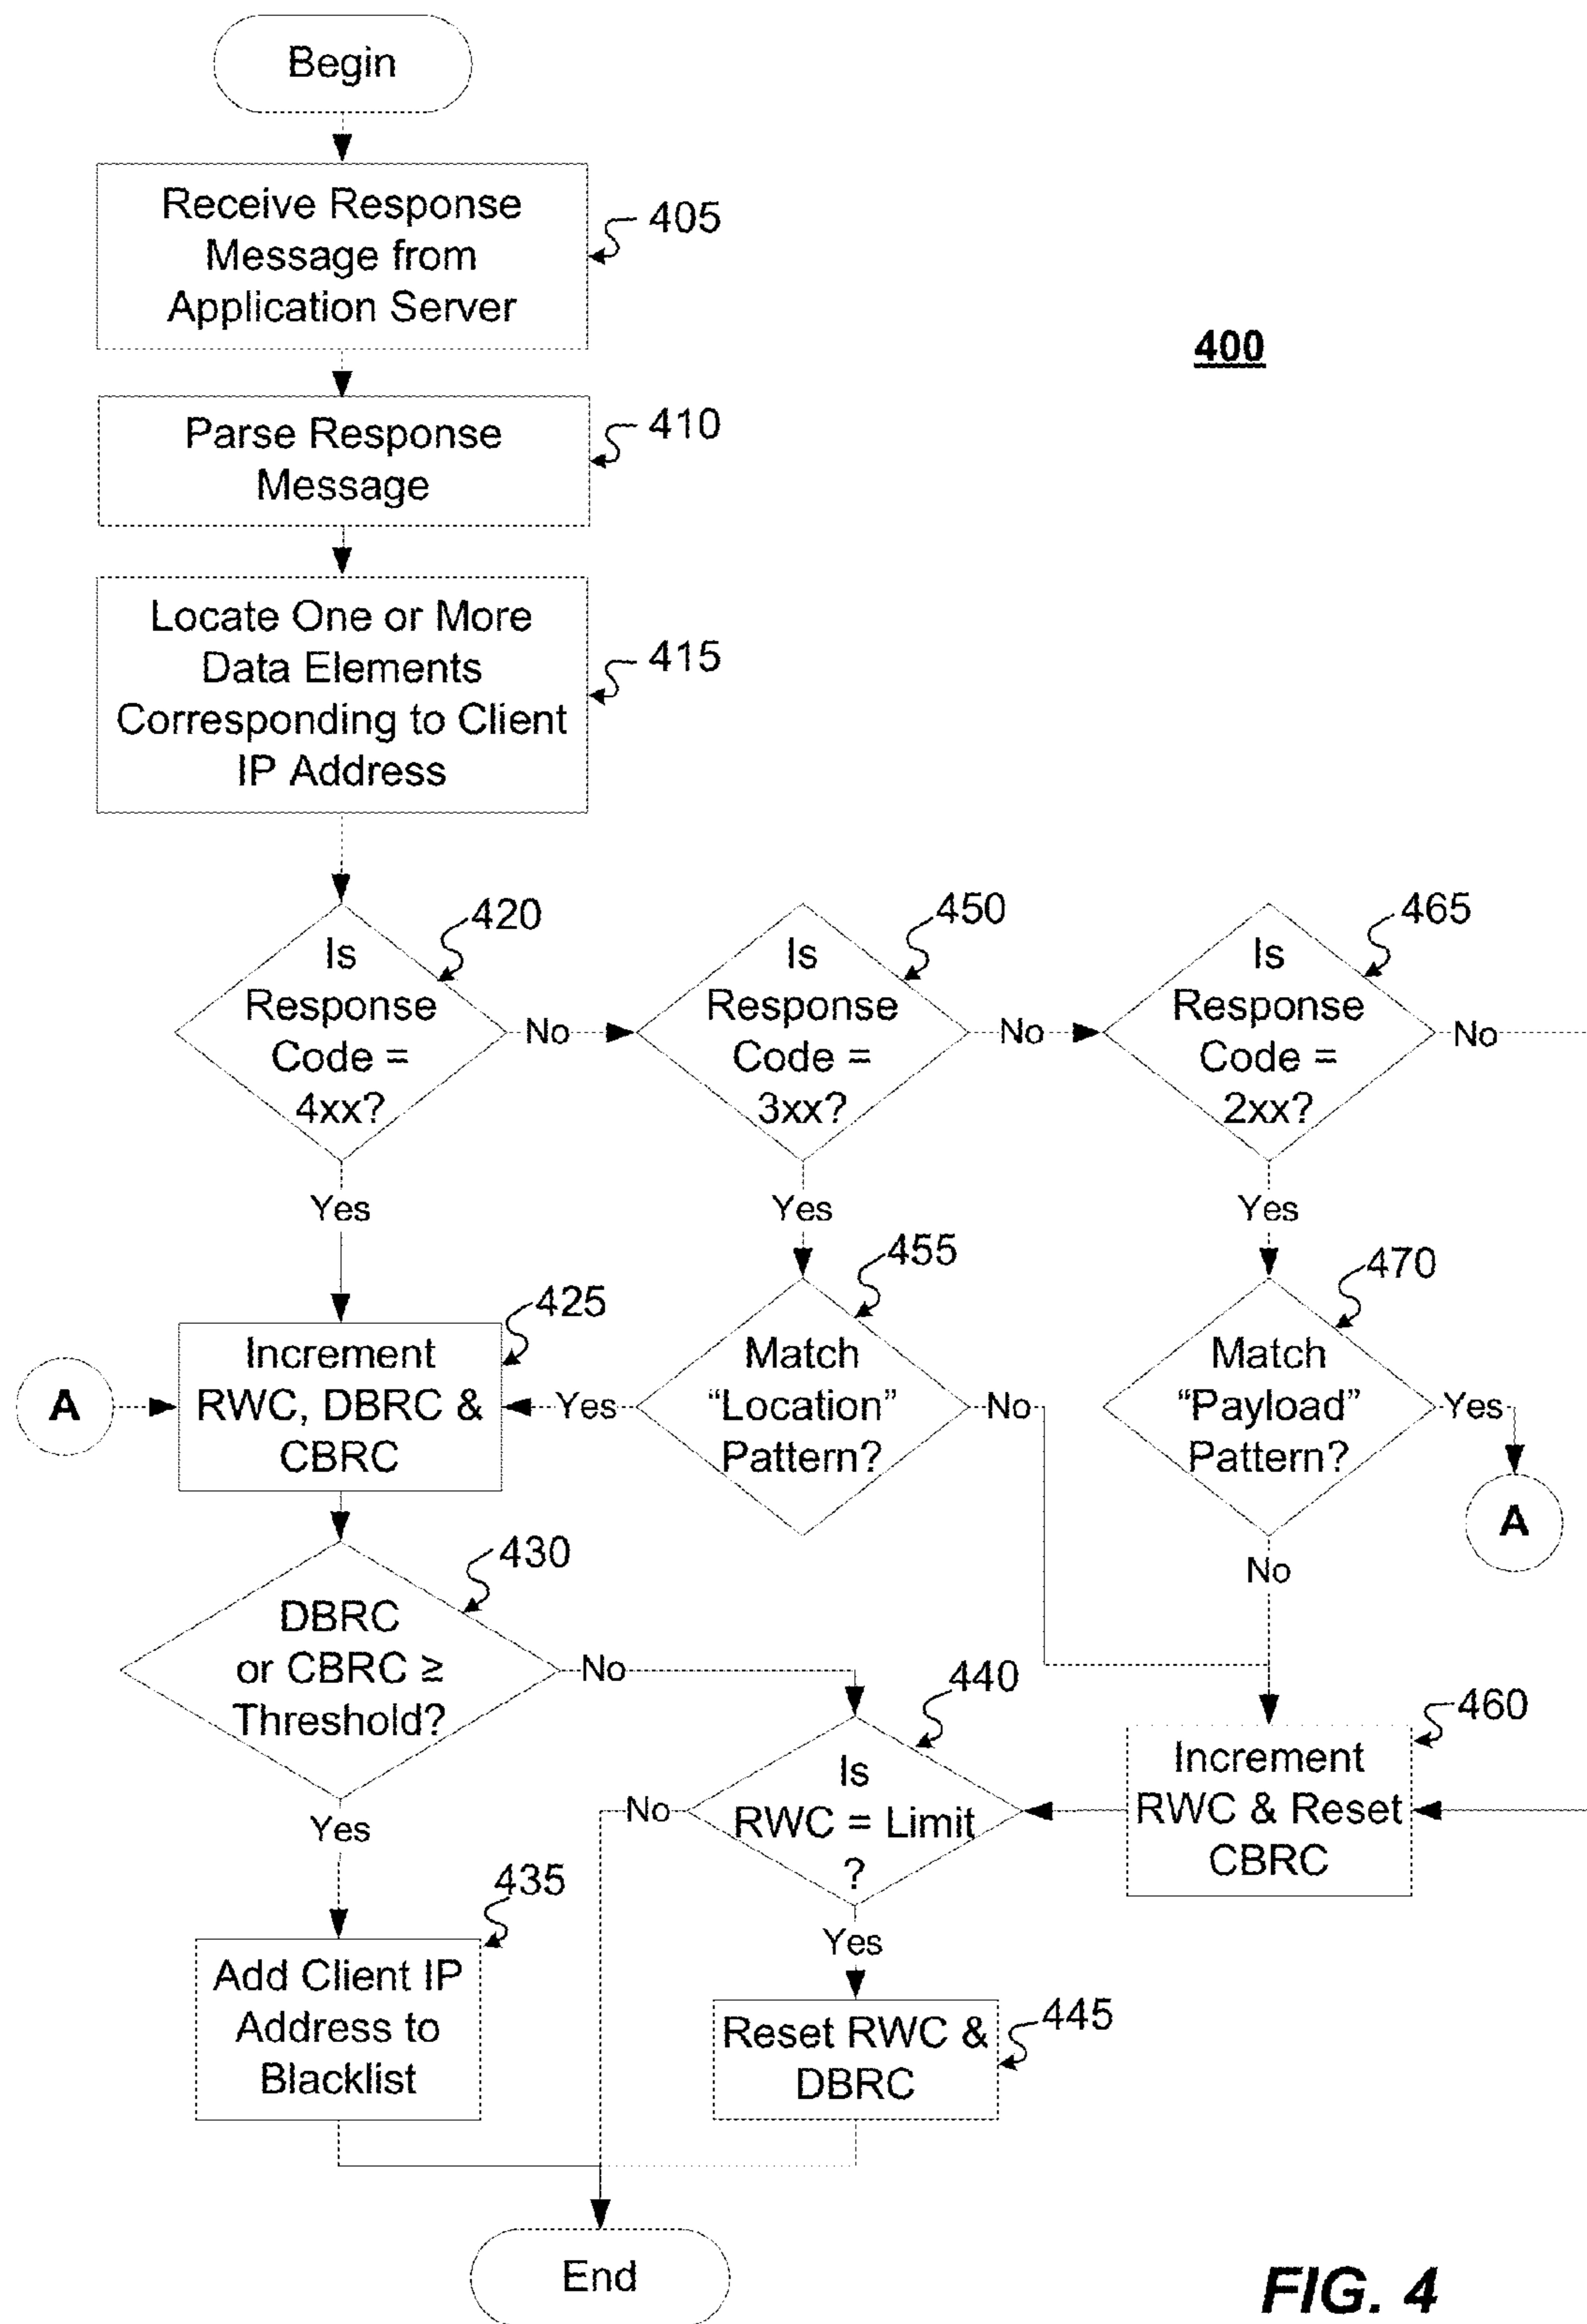 Begin
Receive Response
Message from
Application Server
405
400
Parse Response
Message
410
Locate One or More
Data Elements
Corresponding to Client
IP Address
415
Is
Response
Code =
4xx?
420
No
Is
Response
Code =
3xx?
450
No
Is
Response
Code =
2xx?
465
No
Yes
Yes
Yes
A
Increment
RWC, DBRC &
CBRC
425
Yes
Match
“Location”
Pattern?
455
No
Match
“Payload”
Pattern?
470
Yes
A
No
DBRC
or CBRC ≥
Threshold?
430
No
Is
RWC = Limit
?
440
No
Increment
RWC & Reset
CBRC
460
Yes
Yes
Add Client IP
Address to
Blacklist
435
Reset RWC &
DBRC
445
End
FIG. 4